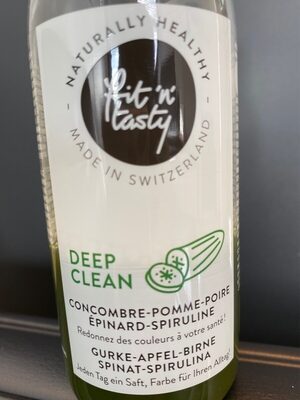 NATURALLY HEALTHY
fit 'n' tasty
MADE IN SWITZERLAND
DEEP
CLEAN
CONCOMBRE-POMME-POIRE
ÉPINARD-SPIRULINE
Redonnez des couleurs à votre santé!
GURKE-APFEL-BIRNE
SPINAT-SPIRULINA
Jeden Tag ein Saft, Farbe für Ihren Alltag!